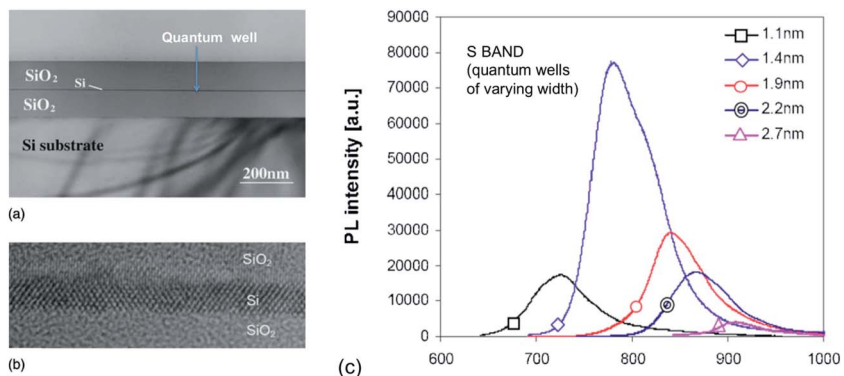 (a)
Quantum well
SiO₂
Si
SiO₂
Si substrate
200nm
(b)
SiO₂
Si
SiO₂
(c)
PL intensity [a.u.]
90000
80000
70000
60000
50000
40000
30000
20000
10000
0
600 700 800 900 1000
S BAND
(quantum wells
of varying width)
1.1nm
1.4nm
1.9nm
2.2nm
2.7nm